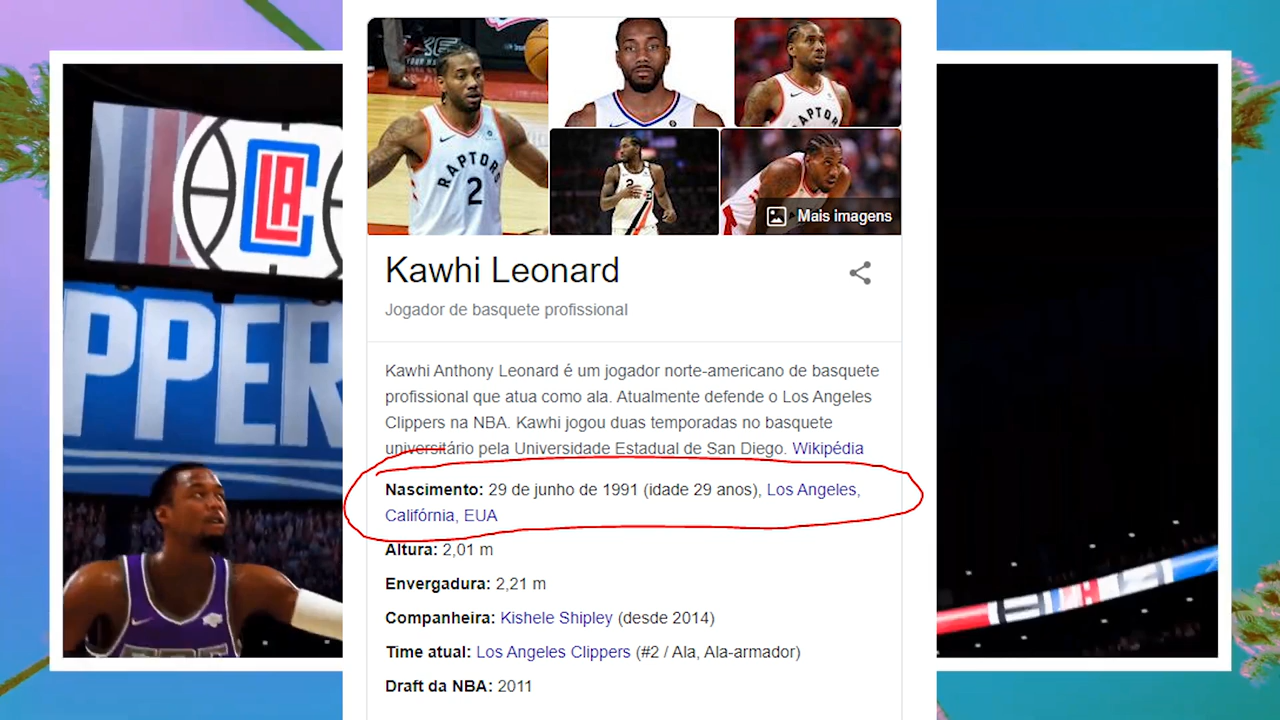 RAPTORS
2
RAPTO
2
Mais imagens
LA
PPER
Kawhi Leonard
Jogador de basquete profissional
Kawhi Anthony Leonard é um jogador norte-americano de basquete
profissional que atua como ala. Atualmente defende o Los Angeles
Clippers na NBA. Kawhi jogou duas temporadas no basquete
universitário pela Universidade Estadual de San Diego. Wikipédia
Nascimento: 29 de junho de 1991 (idade 29 anos), Los Angeles,
Califórnia, EUA
Altura: 2,01 m
Envergadura: 2,21 m
Companheira: Kishele Shipley (desde 2014)
Time atual: Los Angeles Clippers (#2 / Ala, Ala-armador)
Draft da NBA: 2011